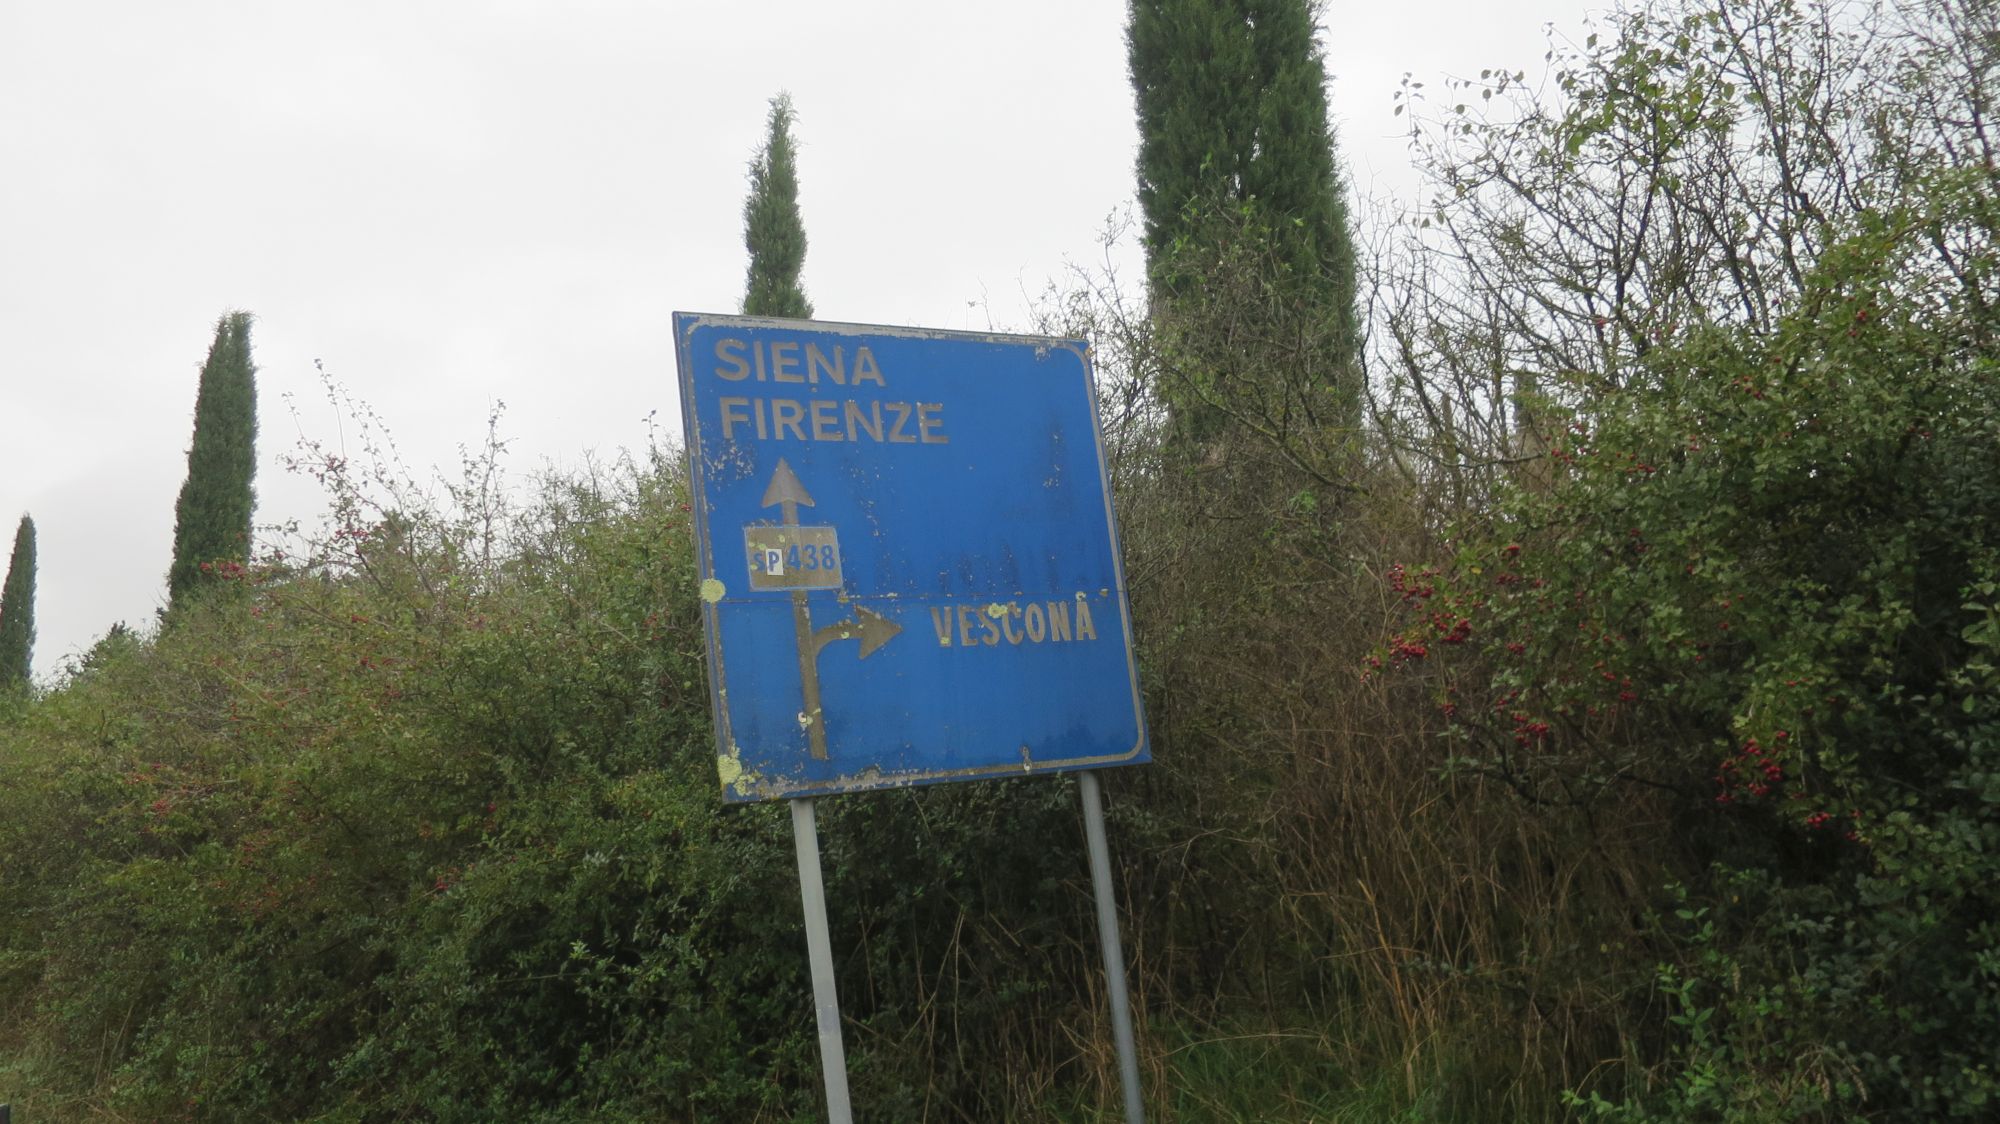 SIENA
FIRENZE
SP 438
VESCONA